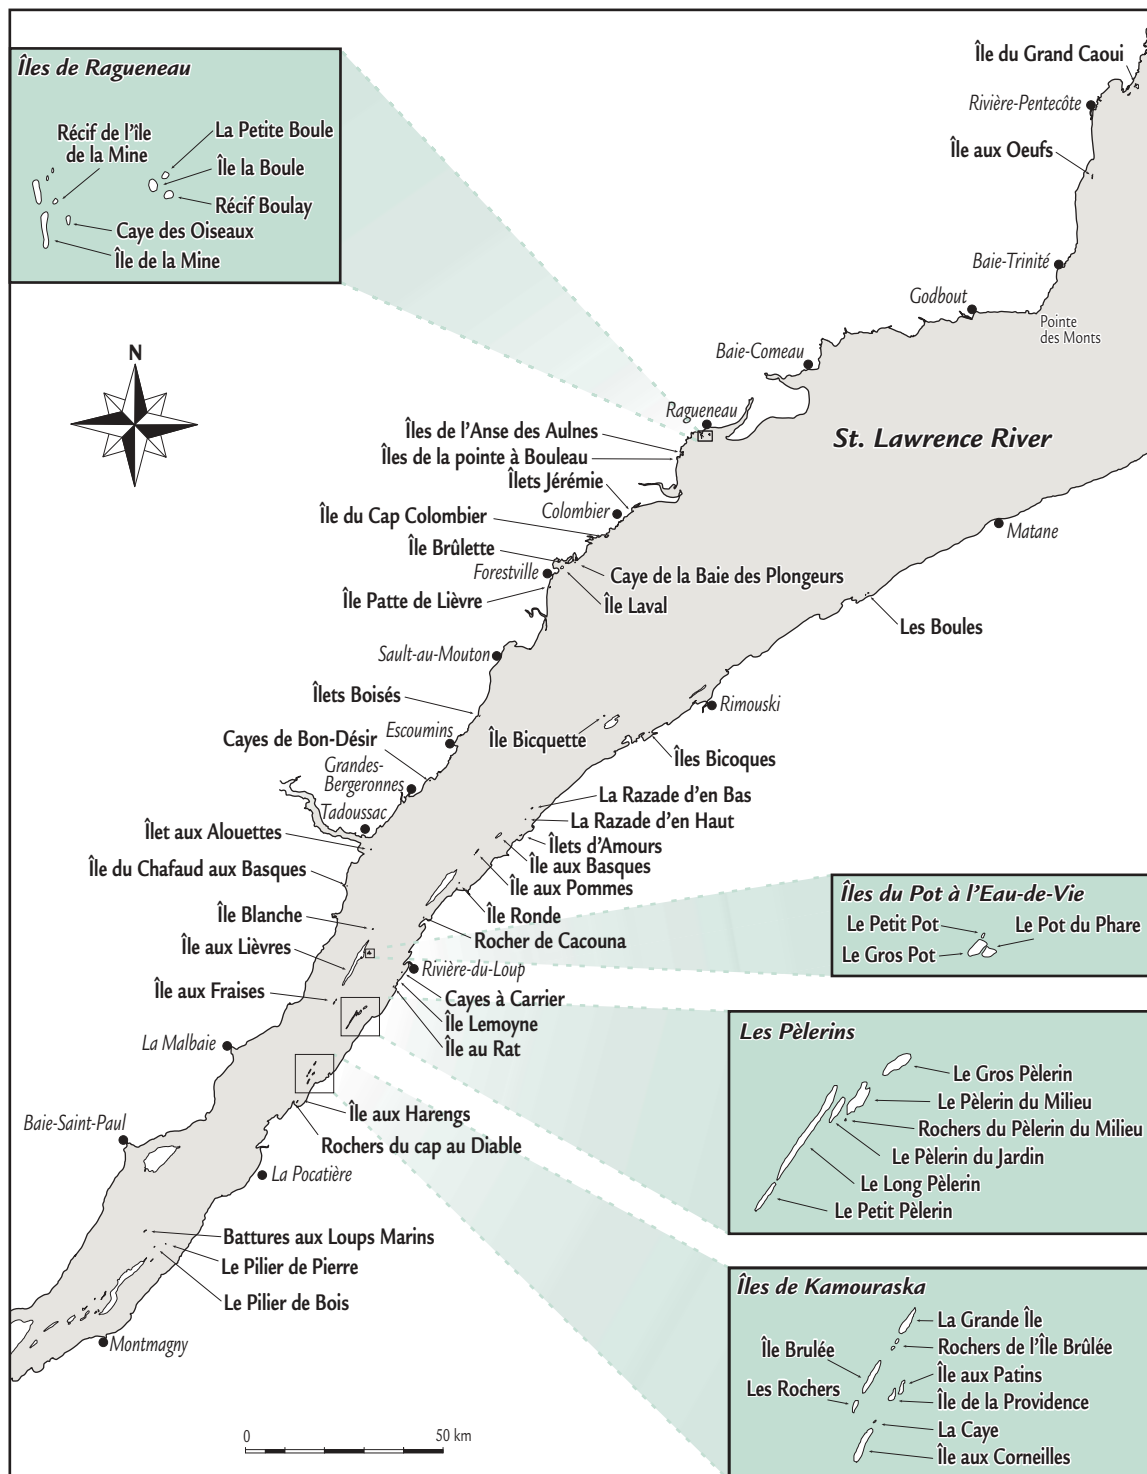 Îles de Ragueneau
Récif de l'île
de la Mine
La Petite Boule
Île la Boule
Récif Boulay
Caye des Oiseaux
Île de la Mine
Île du Grand Caoui
Rivière-Pentecôte
Île aux Oeufs
Baie-Trinité
Godbout
Pointe
des Monts
Baie-Comeau
N
Ragueneau
St. Lawrence River
Îles de l'Anse des Aulnes
Îles de la pointe à Bouleau
Îlets Jérémie
Colombier
Île du Cap Colombier
Matane
Île Brûlette
Forestville
Caye de la Baie des Plongeurs
Île Patte de Lièvre
Île Laval
Les Boules
Sault-au-Mouton
Îlets Boisés
Rimouski
Escoumins
Île Bicquette
Cayes de Bon-Désir
Îles Bicoques
Grandes-
Bergeronnes
La Razade d'en Bas
Tadoussac
La Razade d'en Haut
Îlet aux Alouettes
Îlets d'Amours
Île aux Basques
Île du Chafaud aux Basques
Île aux Pommes
Île Blanche
Île Ronde
Île aux Lièvres
Rocher de Cacouna
Rivière-du-Loup
Îles du Pot à l'Eau-de-Vie
Le Petit Pot
Le Pot du Phare
Le Gros Pot
Île aux Fraises
Cayes à Carrier
Île Lemoyne
Île au Rat
La Malbaie
Les Pèlerins
Le Gros Pèlerin
Le Pèlerin du Milieu
Rochers du Pèlerin du Milieu
Le Pèlerin du Jardin
Le Long Pèlerin
Le Petit Pèlerin
Île aux Harengs
Baie-Saint-Paul
Rochers du cap au Diable
La Pocatière
Battures aux Loups Marins
Le Pilier de Pierre
Le Pilier de Bois
Montmagny
Îles de Kamouraska
La Grande Île
Rochers de l'Île Brûlée
Île Brulée
Île aux Patins
Les Rochers
Île de la Providence
La Caye
Île aux Corneilles
0
50 km